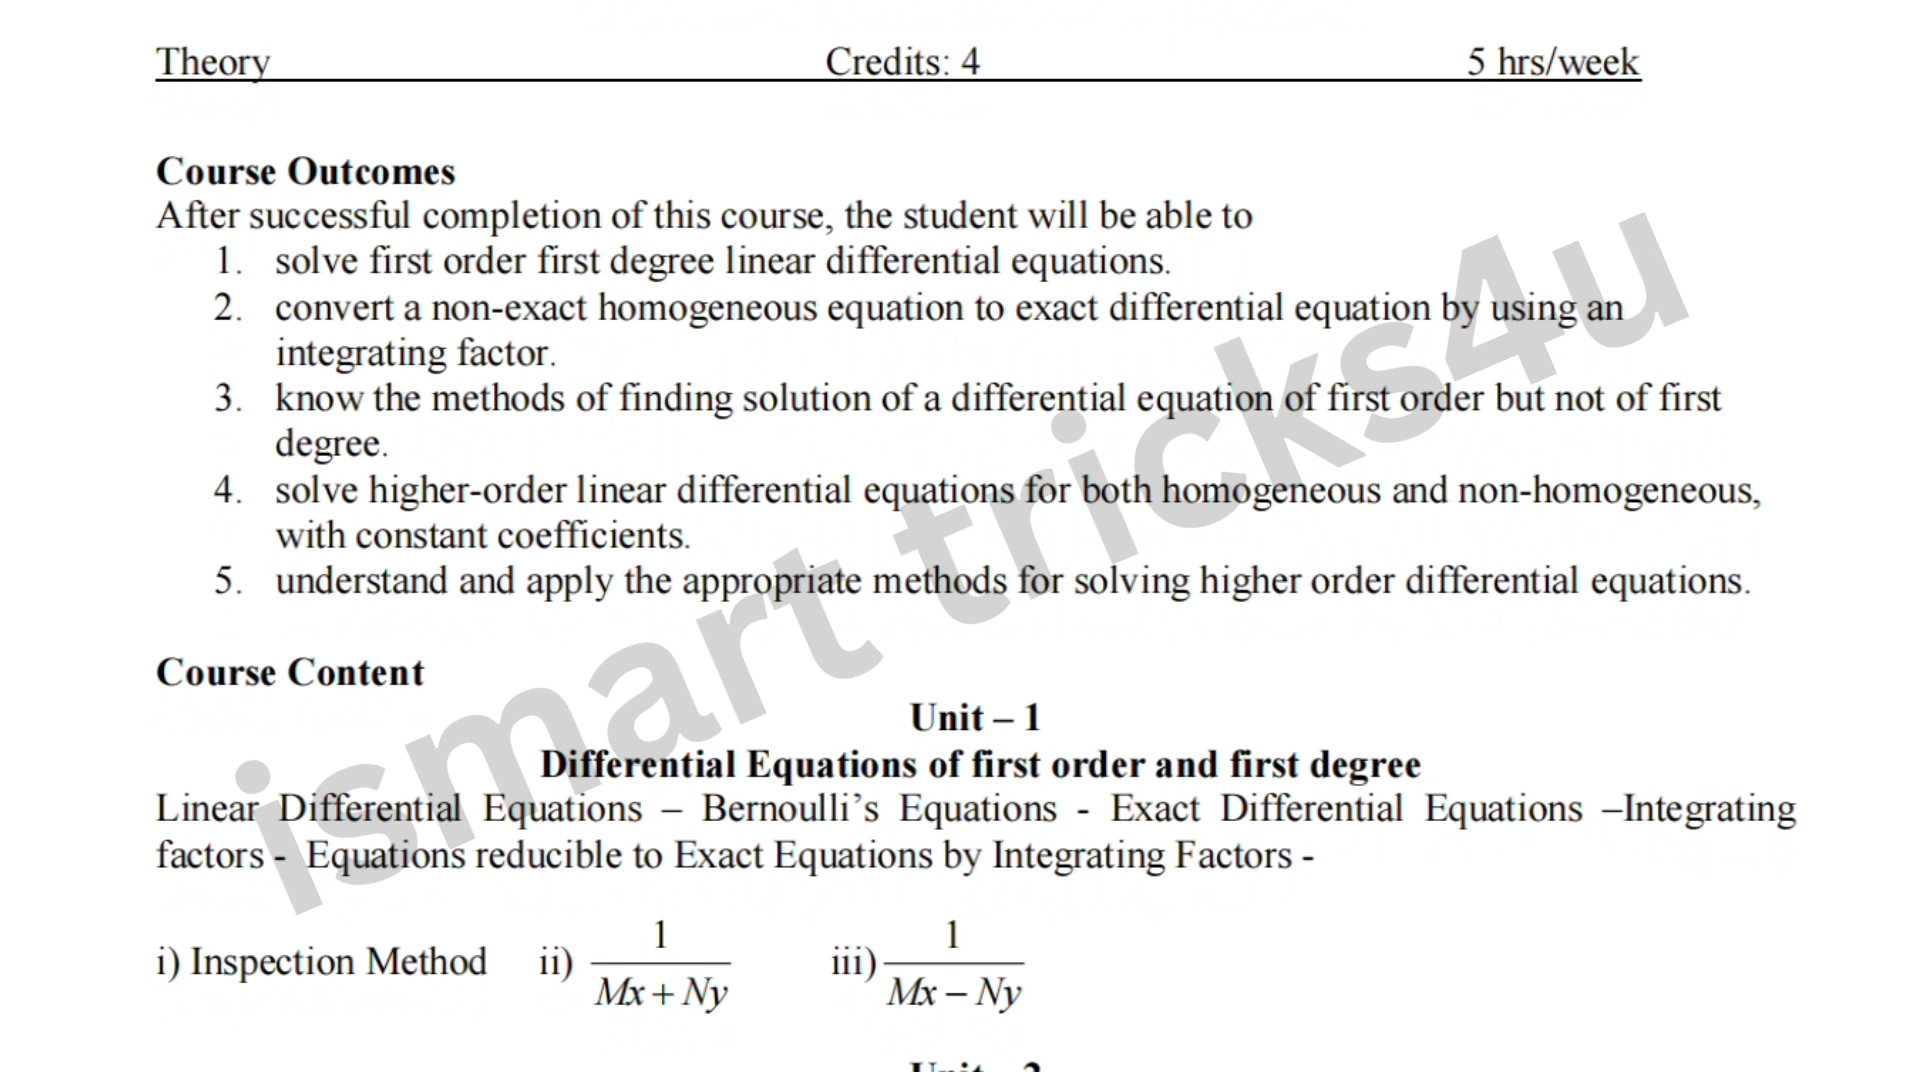 Theory Credits: 4 5 hrs/week
Course Outcomes
After successful completion of this course, the student will be able to
1. solve first order first degree linear differential equations.
2. convert a non-exact homogeneous equation to exact differential equation by using an
integrating factor.
3. know the methods of finding solution of a differential equation of first order but not of first
degree.
4. solve higher-order linear differential equations for both homogeneous and non-homogeneous,
with constant coefficients.
5. understand and apply the appropriate methods for solving higher order differential equations.
Course Content
Unit – 1
Differential Equations of first order and first degree
Linear Differential Equations – Bernoulli’s Equations - Exact Differential Equations –Integrating
factors - Equations reducible to Exact Equations by Integrating Factors -
i) Inspection Method ii) 1/(Mx + Ny) iii) 1/(Mx – Ny)
ismart tricks4u